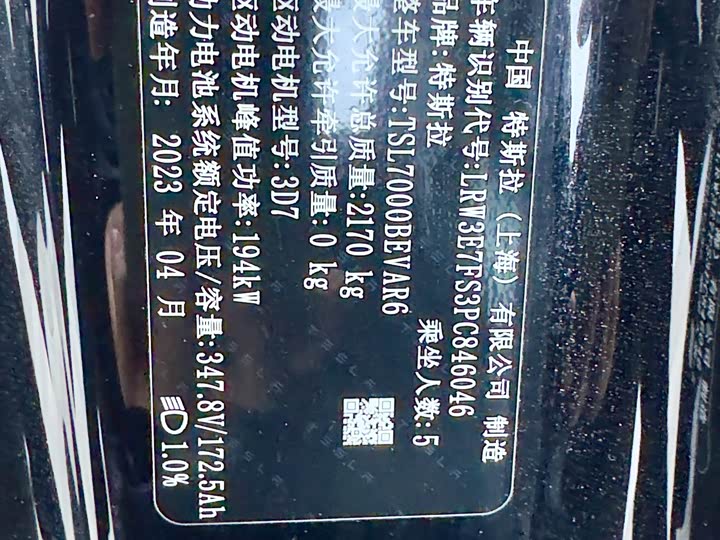 中国 特斯拉（上海）有限公司 制造
车辆识别代号:LRW3E7FS3PC846046
品牌:特斯拉 乘坐人数:5
整车型号:TSL7000BEVAR6
最大允许总质量:2170 kg
最大允许牵引质量:0 kg
驱动电机型号:3D7
驱动电机峰值功率:194kW
动力电池系统额定电压/容量:347.8V/172.5Ah
制造年月: 2023 年 04 月 1.0%